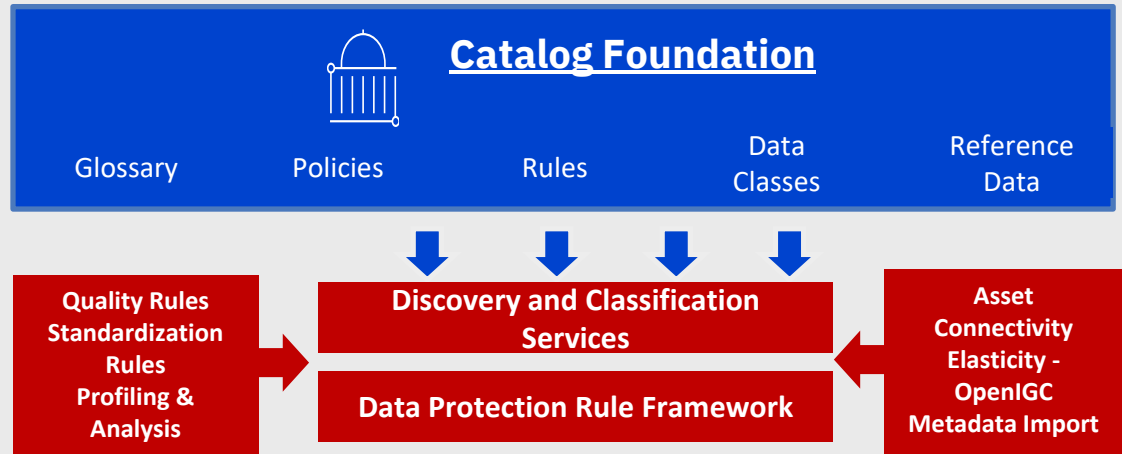 Catalog Foundation
Glossary
Policies
Rules
Data
Classes
Reference
Data
Quality Rules
Standardization
Rules
Profiling &
Analysis
Discovery and Classification
Services
Data Protection Rule Framework
Asset
Connectivity
Elasticity -
OpenIGC
Metadata Import